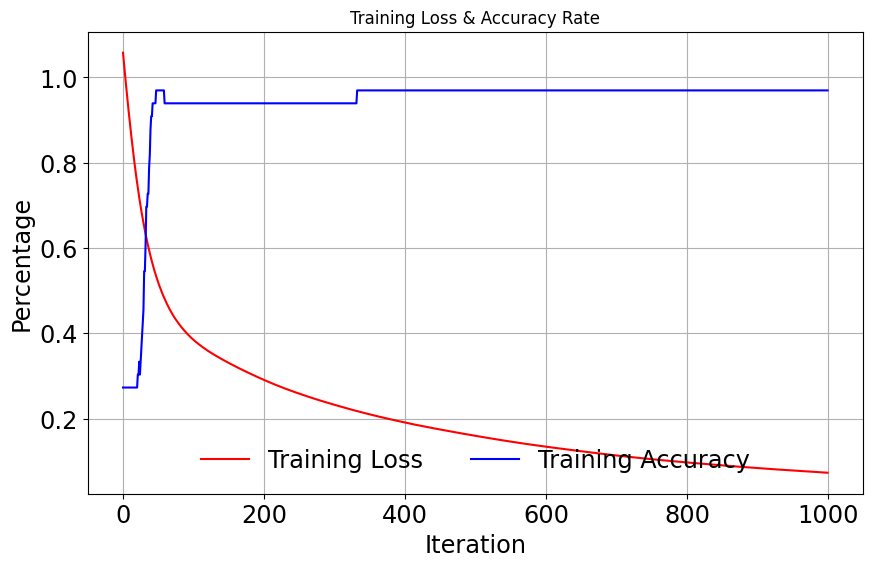 Training Loss & Accuracy Rate
Percentage
1.0
0.8
0.6
0.4
0.2
Training Loss
Training Accuracy
0 200 400 600 800 1000
Iteration